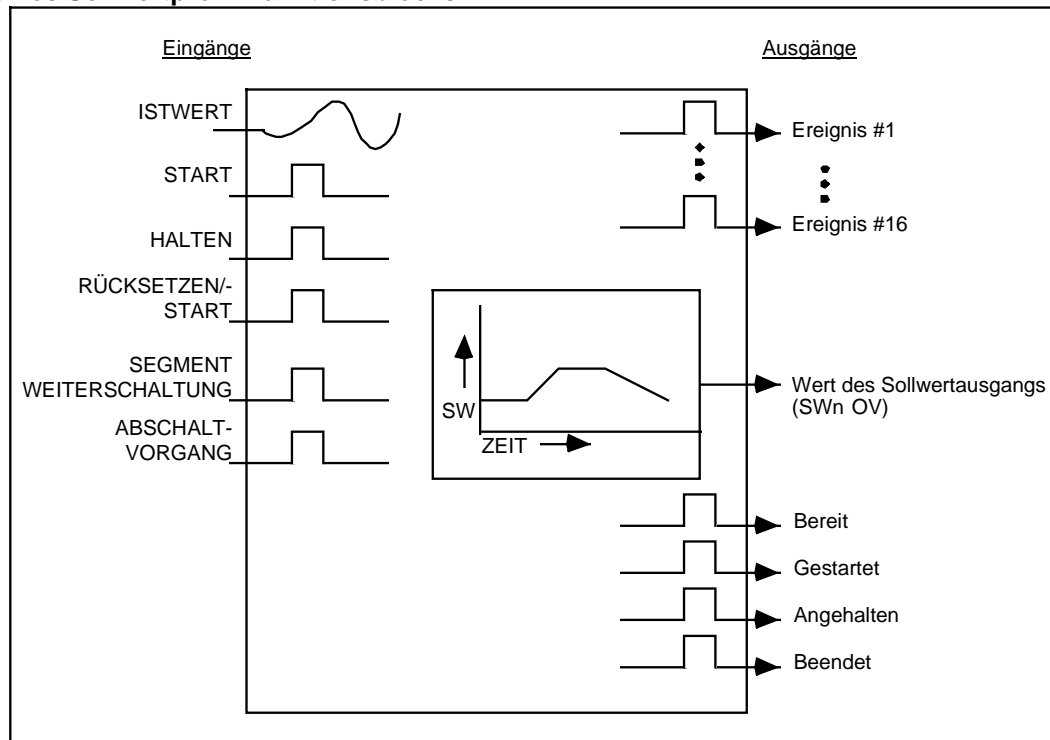 Eingänge
Ausgänge
ISTWERT
START
HALTEN
RÜCKSETZEN/-
START
SEGMENT
WEITERSCHALTUNG
ABSCHALT-
VORGANG
SW
ZEIT
Ereignis #1
Ereignis #16
Wert des Sollwertausgangs
(SWn OV)
Bereit
Gestartet
Angehalten
Beendet